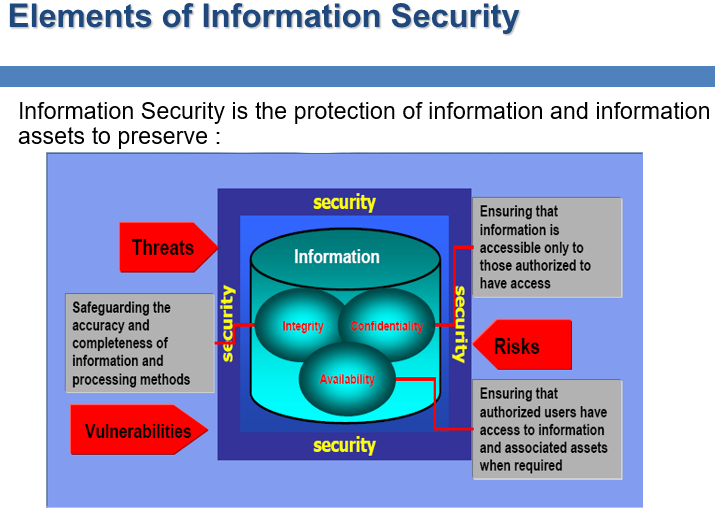 Elements of Information Security
Information Security is the protection of information and information
assets to preserve :
security
Threats
Information
Ensuring that
information is
accessible only to
those authorized to
have access
Safeguarding the
accuracy and
completeness of
information and
processing methods
security
Integrity
Confidentiality
security
Risks
Availability
Vulnerabilities
security
Ensuring that
authorized users have
access to information
and associated assets
when required